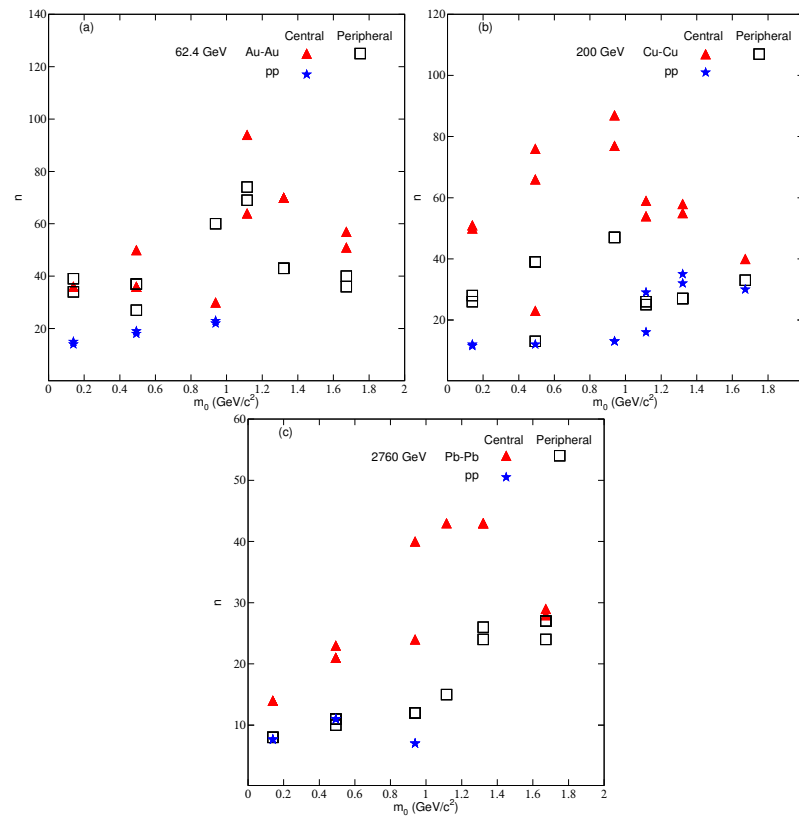 (a)
Central Peripheral
62.4 GeV Au-Au
pp
n
140
120
100
80
60
40
20
0 0.2 0.4 0.6 0.8 1 1.2 1.4 1.6 1.8 2
m₀ (GeV/c²)
(b)
Central Peripheral
200 GeV Cu-Cu
pp
n
120
100
80
60
40
20
0 0.2 0.4 0.6 0.8 1 1.2 1.4 1.6 1.8
m₀ (GeV/c²)
(c)
Central Peripheral
2760 GeV Pb-Pb
pp
n
60
50
40
30
20
10
0 0.2 0.4 0.6 0.8 1 1.2 1.4 1.6 1.8 2
m₀ (GeV/c²)